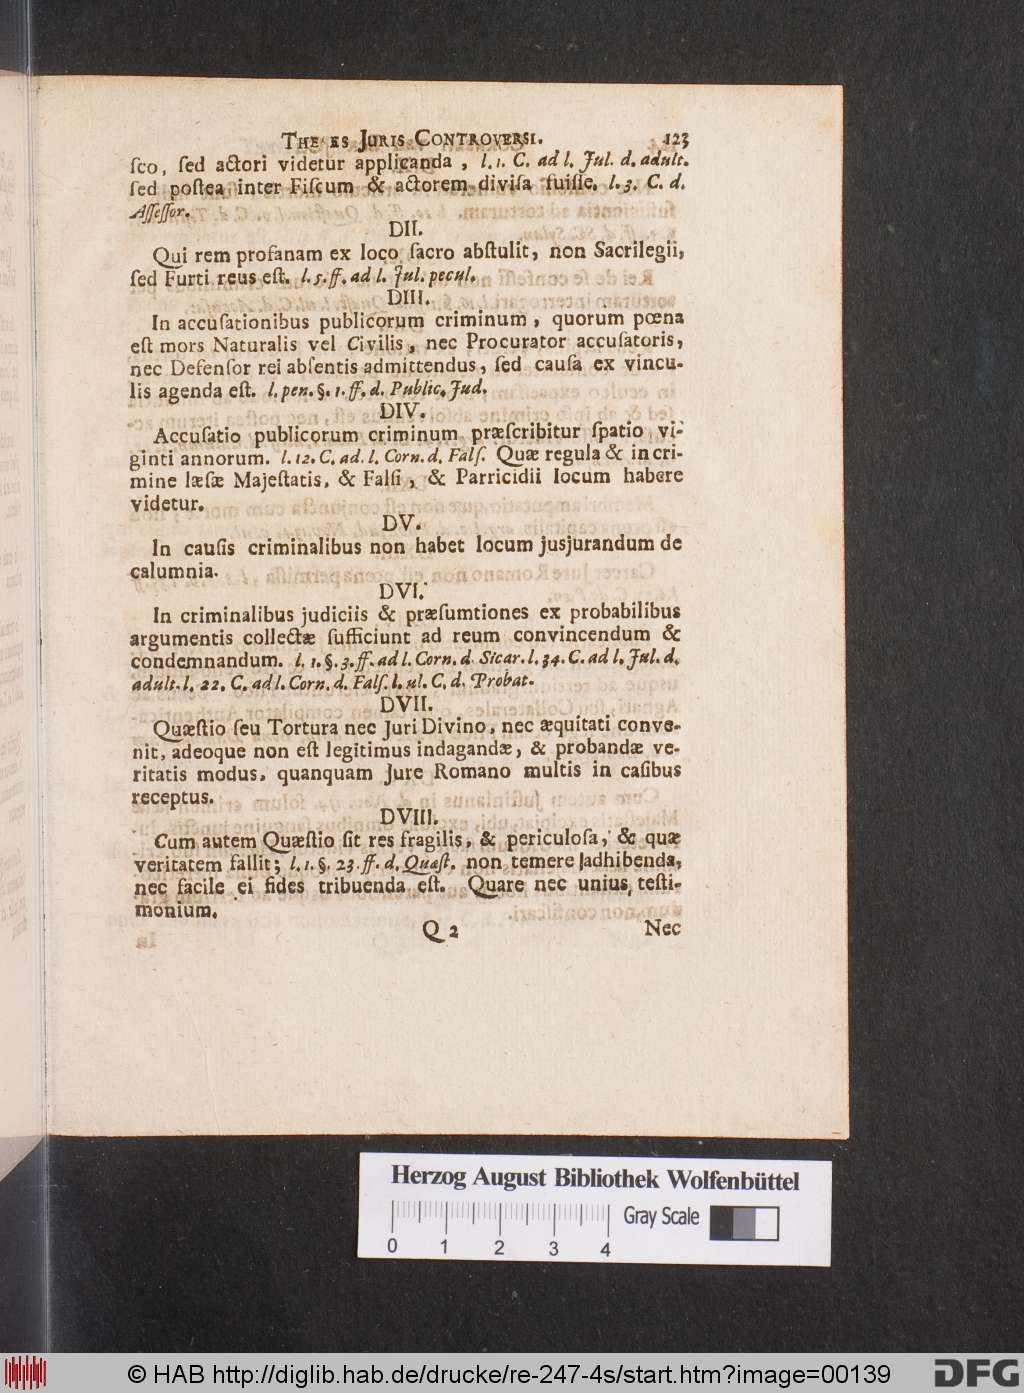 THE ES JURIS CONTROVERSI. 123
ſco, ſed actori videtur applicanda, l. 1. C. ad l. Jul. d. adult.
ſed poſtea inter Fiſcum & actorem diviſa fuiſſe. l. 3. C. d.
Aſſeſſor.
DII.
Qui rem profanam ex loco ſacro abſtulit, non Sacrilegii,
ſed Furti reus eſt. l. 5. ff. ad l. Jul. pecul.
DIII.
In accuſationibus publicorum criminum, quorum pœna
eſt mors Naturalis vel Civilis, nec Procurator accuſatoris,
nec Defenſor rei abſentis admittendus, ſed cauſa ex vincu-
lis agenda eſt. l. pen. §. 1. ff. d. Public. Jud.
DIV.
Accuſatio publicorum criminum præſcribitur ſpatio vi-
ginti annorum. l. 12. C. ad. l. Corn. d. Falſ. Quæ regula & in cri-
mine læſæ Majeſtatis, & Falſi, & Parricidii locum habere
videtur.
DV.
In cauſis criminalibus non habet locum jusjurandum de
calumnia.
DVI.
In criminalibus judiciis & præſumtiones ex probabilibus
argumentis collectæ ſufficiunt ad reum convincendum &
condemnandum. l. 1. §. 3. ff. ad l. Corn. d. Sicar. l. 34. C. ad l. Jul. d.
adult. l. 22. C. ad l. Corn. d. Falſ. l. ul. C. d. Probat.
DVII.
Quæſtio ſeu Tortura nec Juri Divino, nec æquitati conve-
nit, adeoque non eſt legitimus indagandæ, & probandæ ve-
ritatis modus, quanquam Jure Romano multis in caſibus
receptus.
DVIII.
Cum autem Quæſtio ſit res fragilis, & periculoſa, & quæ
veritatem fallit; l. 1. §. 23. ff. d. Quæſt. non temere adhibenda,
nec facile ei fides tribuenda eſt. Quare nec unius teſti-
monium.
Q 2 Nec
Herzog August Bibliothek Wolfenbüttel
Gray Scale
0 1 2 3 4
© HAB http://diglib.hab.de/drucke/re-247-4s/start.htm?image=00139
DFG